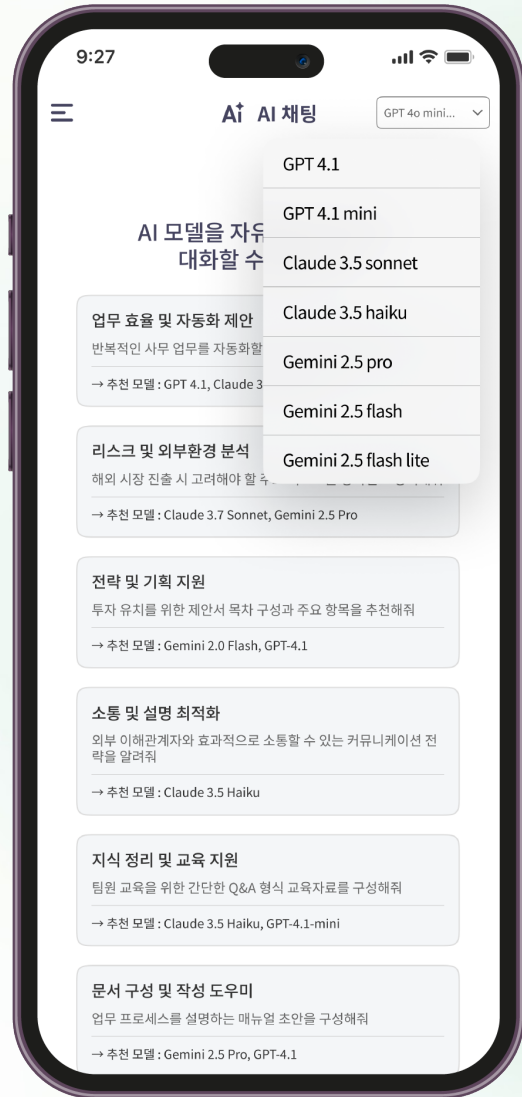 9:27
Ai AI 채팅
GPT 4o mini...
GPT 4.1
GPT 4.1 mini
Claude 3.5 sonnet
Claude 3.5 haiku
Gemini 2.5 pro
Gemini 2.5 flash
Gemini 2.5 flash lite
AI 모델을 자유
대화할 수
업무 효율 및 자동화 제안
반복적인 사무 업무를 자동화할
→ 추천 모델 : GPT 4.1, Claude 3
리스크 및 외부환경 분석
해외 시장 진출 시 고려해야 할
→ 추천 모델 : Claude 3.7 Sonnet, Gemini 2.5 Pro
전략 및 기획 지원
투자 유치를 위한 제안서 목차 구성과 주요 항목을 추천해줘
→ 추천 모델 : Gemini 2.0 Flash, GPT-4.1
소통 및 설명 최적화
외부 이해관계자와 효과적으로 소통할 수 있는 커뮤니케이션 전
략을 알려줘
→ 추천 모델 : Claude 3.5 Haiku
지식 정리 및 교육 지원
팀원 교육을 위한 간단한 Q&A 형식 교육자료를 구성해줘
→ 추천 모델 : Claude 3.5 Haiku, GPT-4.1-mini
문서 구성 및 작성 도우미
업무 프로세스를 설명하는 매뉴얼 초안을 구성해줘
→ 추천 모델 : Gemini 2.5 Pro, GPT-4.1